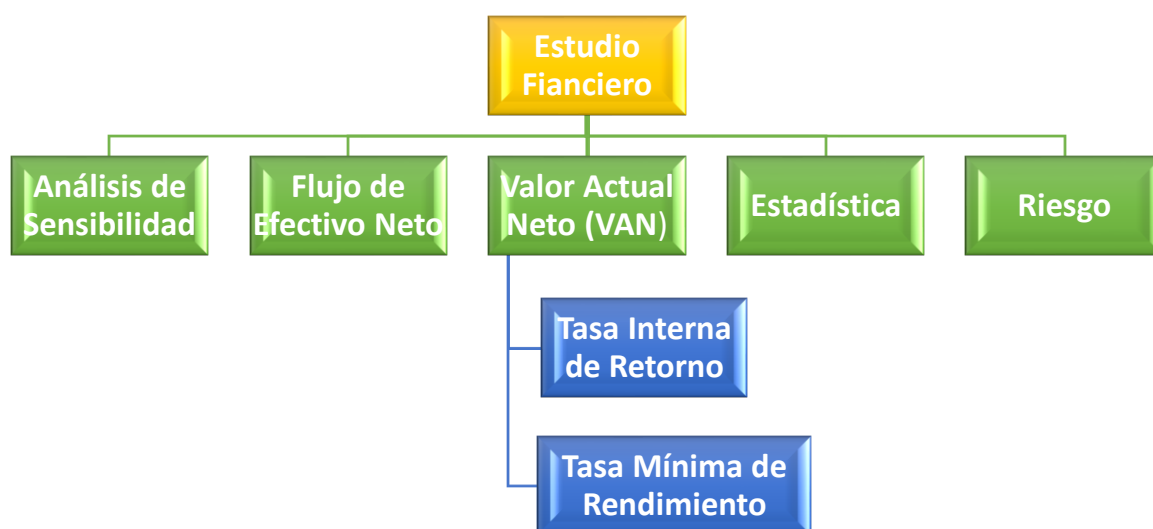 Estudio
Fianciero
Análisis de
Sensibilidad
Flujo de
Efectivo Neto
Valor Actual
Neto (VAN)
Estadística
Riesgo
Tasa Interna
de Retorno
Tasa Mínima de
Rendimiento